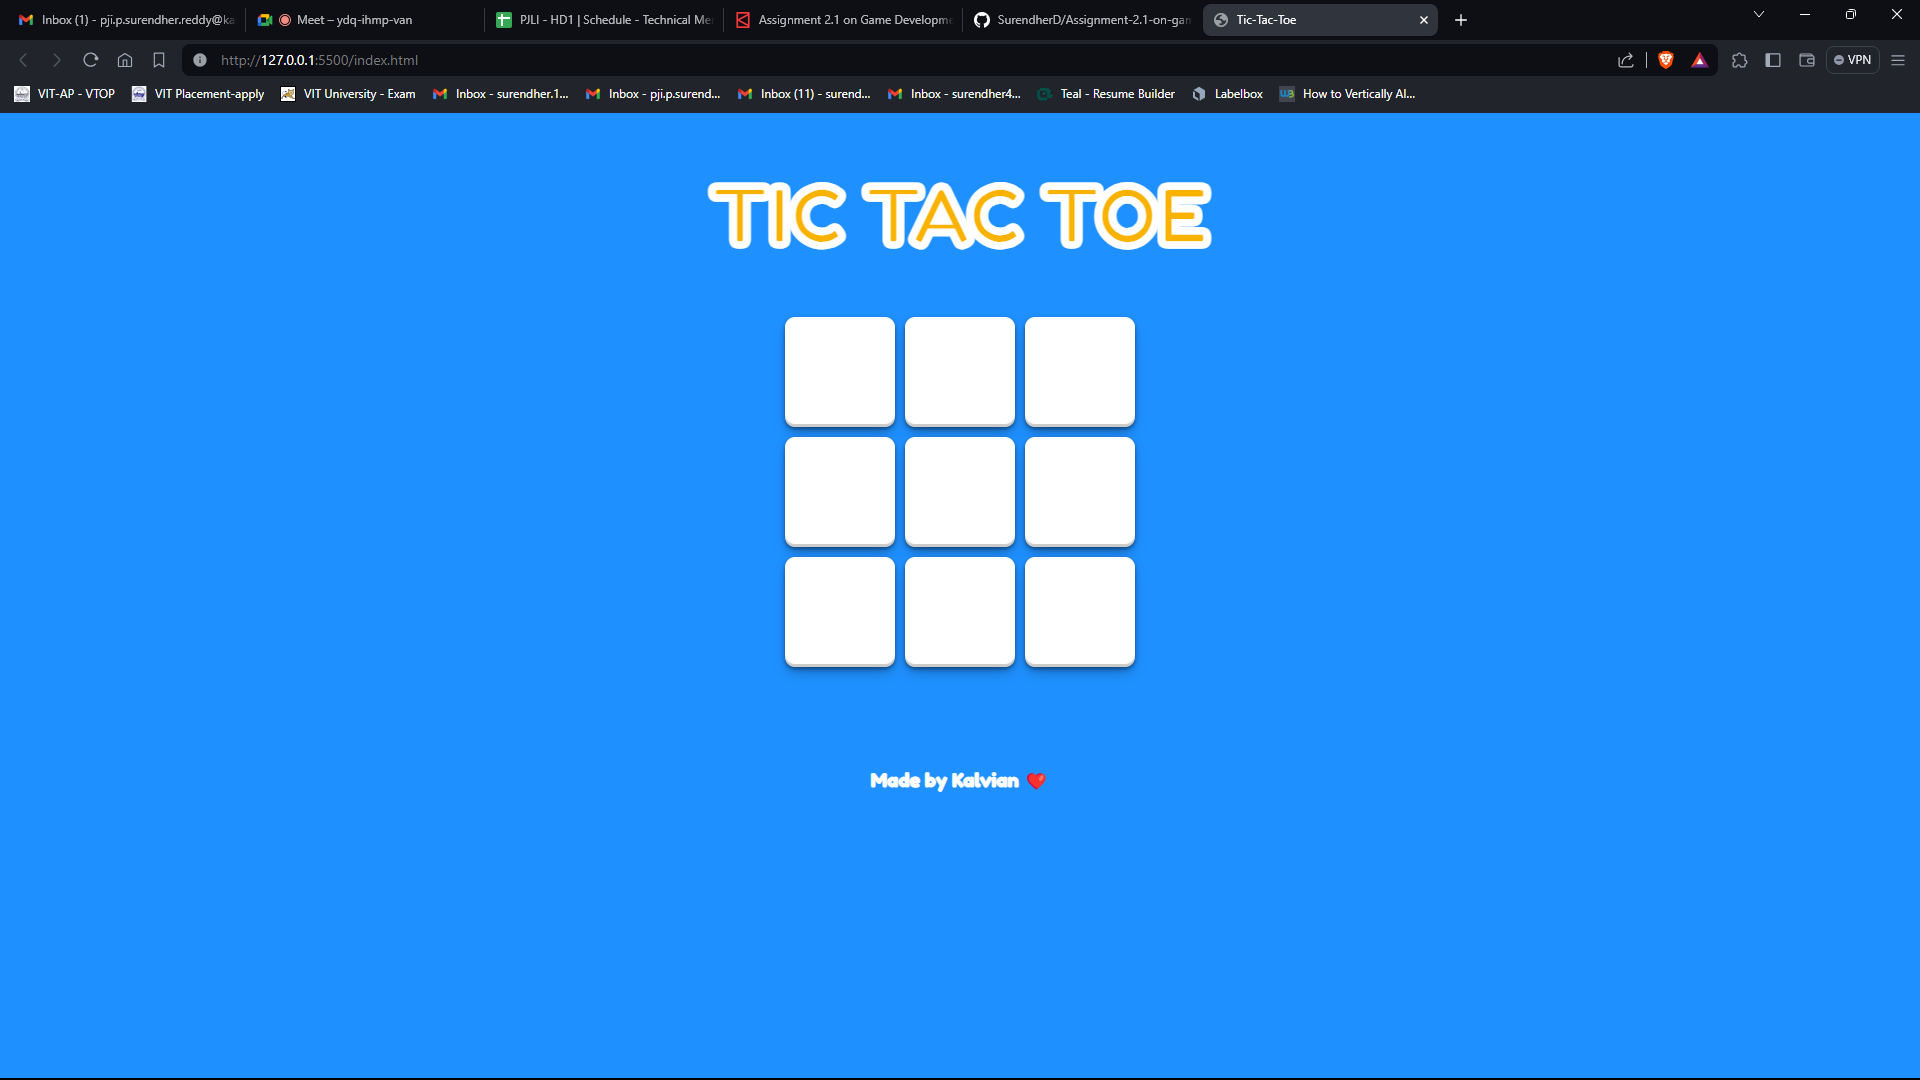 Inbox (1) - pji.p.surendher.reddy@ka
Meet – ydq-ihmp-van
PJLI - HD1 | Schedule - Technical Mer
Assignment 2.1 on Game Developme
SurendherD/Assignment-2.1-on-gam
Tic-Tac-Toe
http://127.0.0.1:5500/index.html
VPN
VIT-AP - VTOP
VIT Placement-apply
VIT University - Exam
Inbox - surendher.1...
Inbox - pji.p.surend...
Inbox (11) - surend...
Inbox - surendher4...
Teal - Resume Builder
Labelbox
How to Vertically Al...
TIC TAC TOE
Made by Kalvian ❤️